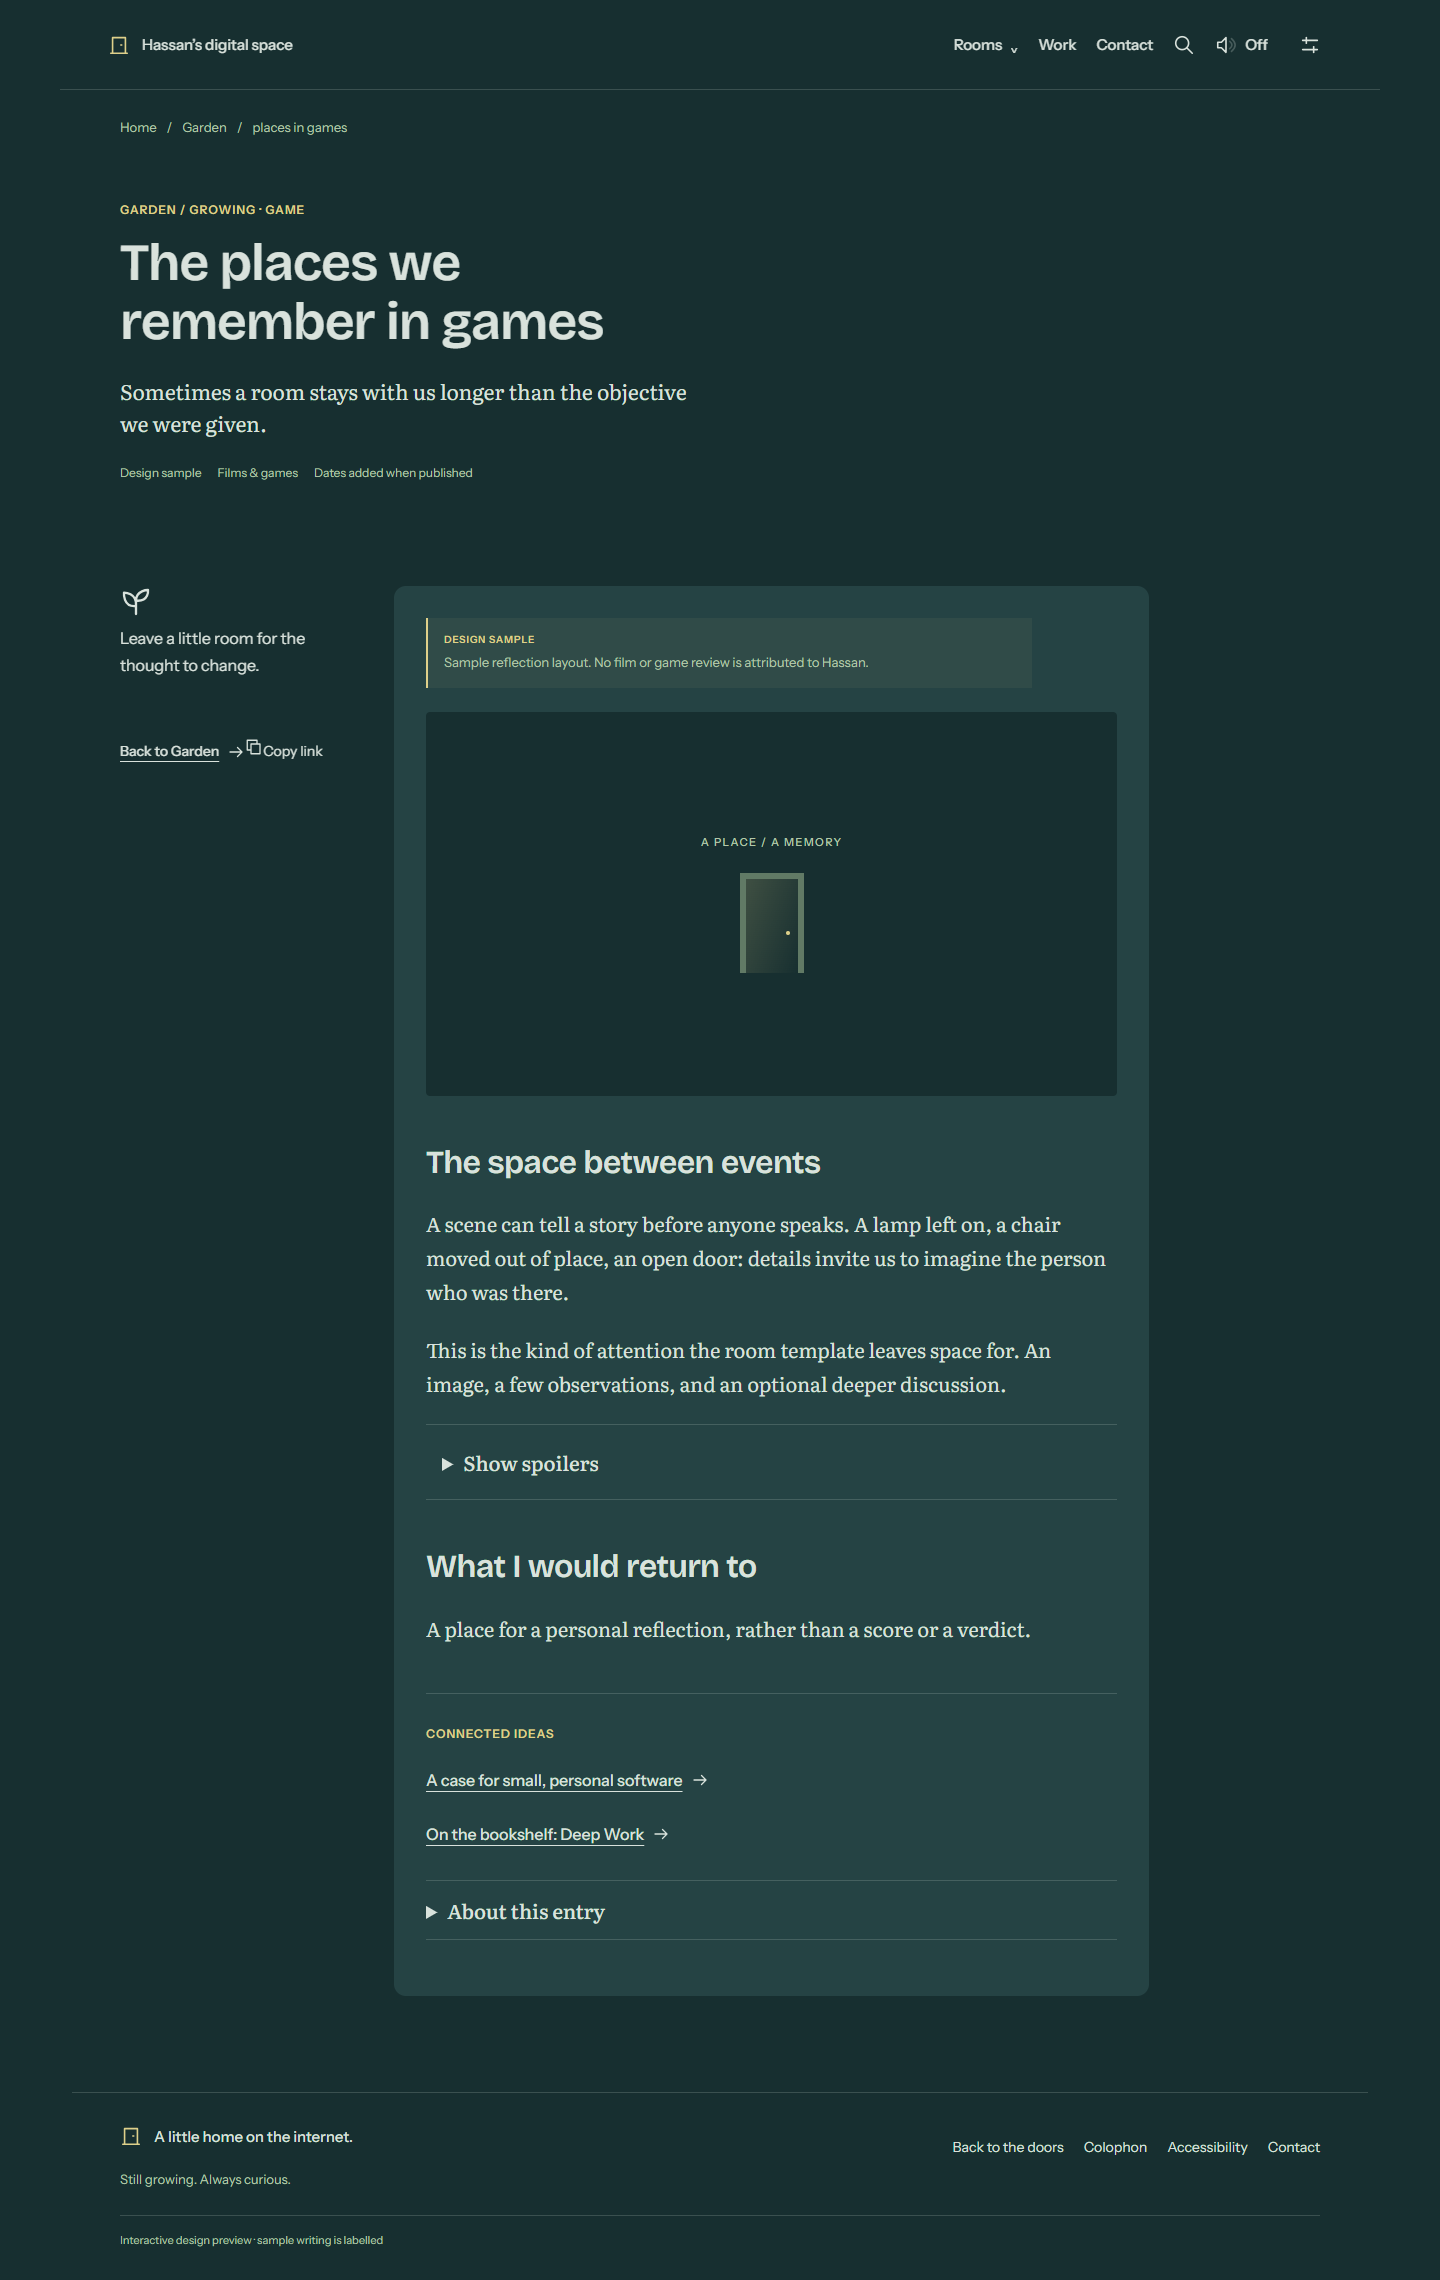 Hassan's digital space
Rooms Work Contact Off
Home / Garden / places in games
GARDEN / GROWING · GAME
The places we
remember in games
Sometimes a room stays with us longer than the objective
we were given.
Design sample Films & games Dates added when published
Leave a little room for the
thought to change.
Back to Garden → Copy link
DESIGN SAMPLE
Sample reflection layout. No film or game review is attributed to Hassan.
A PLACE / A MEMORY
The space between events
A scene can tell a story before anyone speaks. A lamp left on, a chair
moved out of place, an open door: details invite us to imagine the person
who was there.
This is the kind of attention the room template leaves space for. An
image, a few observations, and an optional deeper discussion.
Show spoilers
What I would return to
A place for a personal reflection, rather than a score or a verdict.
CONNECTED IDEAS
A case for small, personal software →
On the bookshelf: Deep Work →
About this entry
A little home on the internet.
Back to the doors Colophon Accessibility Contact
Still growing. Always curious.
Interactive design preview · sample writing is labelled